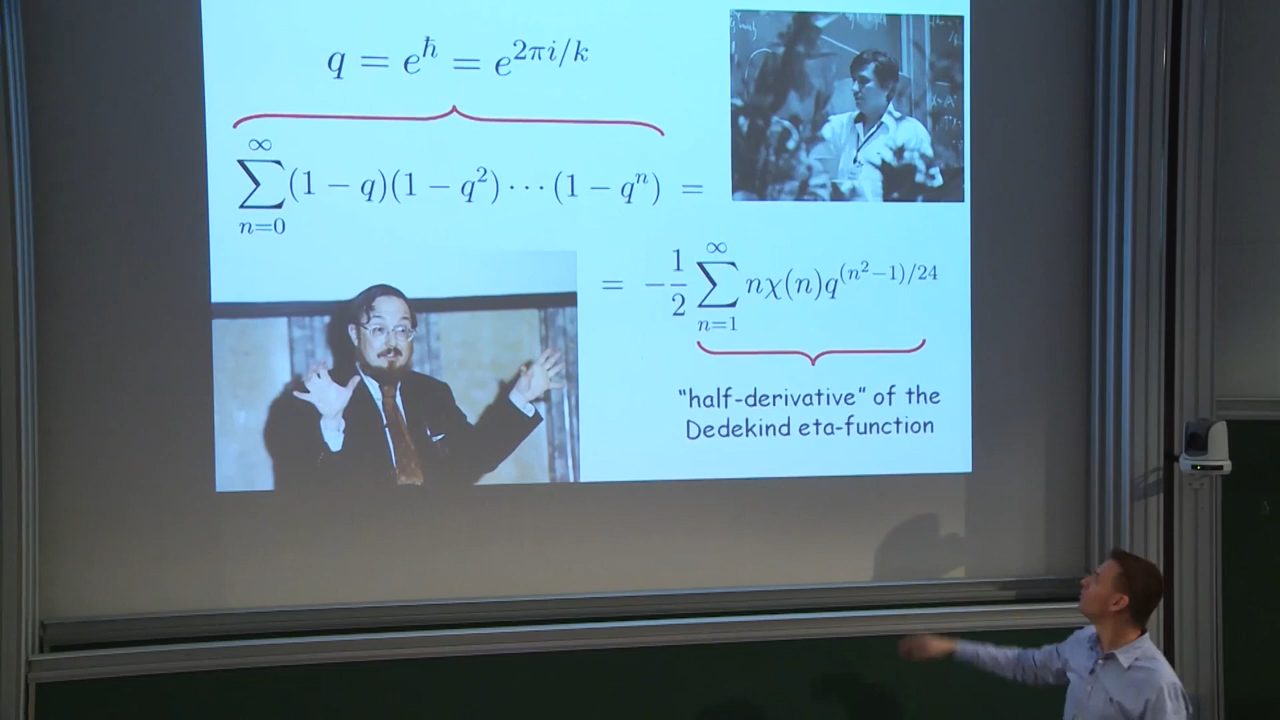 q = e^ħ = e^{2πi/k}
∑_{n=0}^{∞} (1 − q)(1 − q²) ⋯ (1 − qⁿ) =
= −\frac{1}{2} ∑_{n=1}^{∞} nχ(n)q^{(n²−1)/24}
"half-derivative" of the
Dedekind eta-function